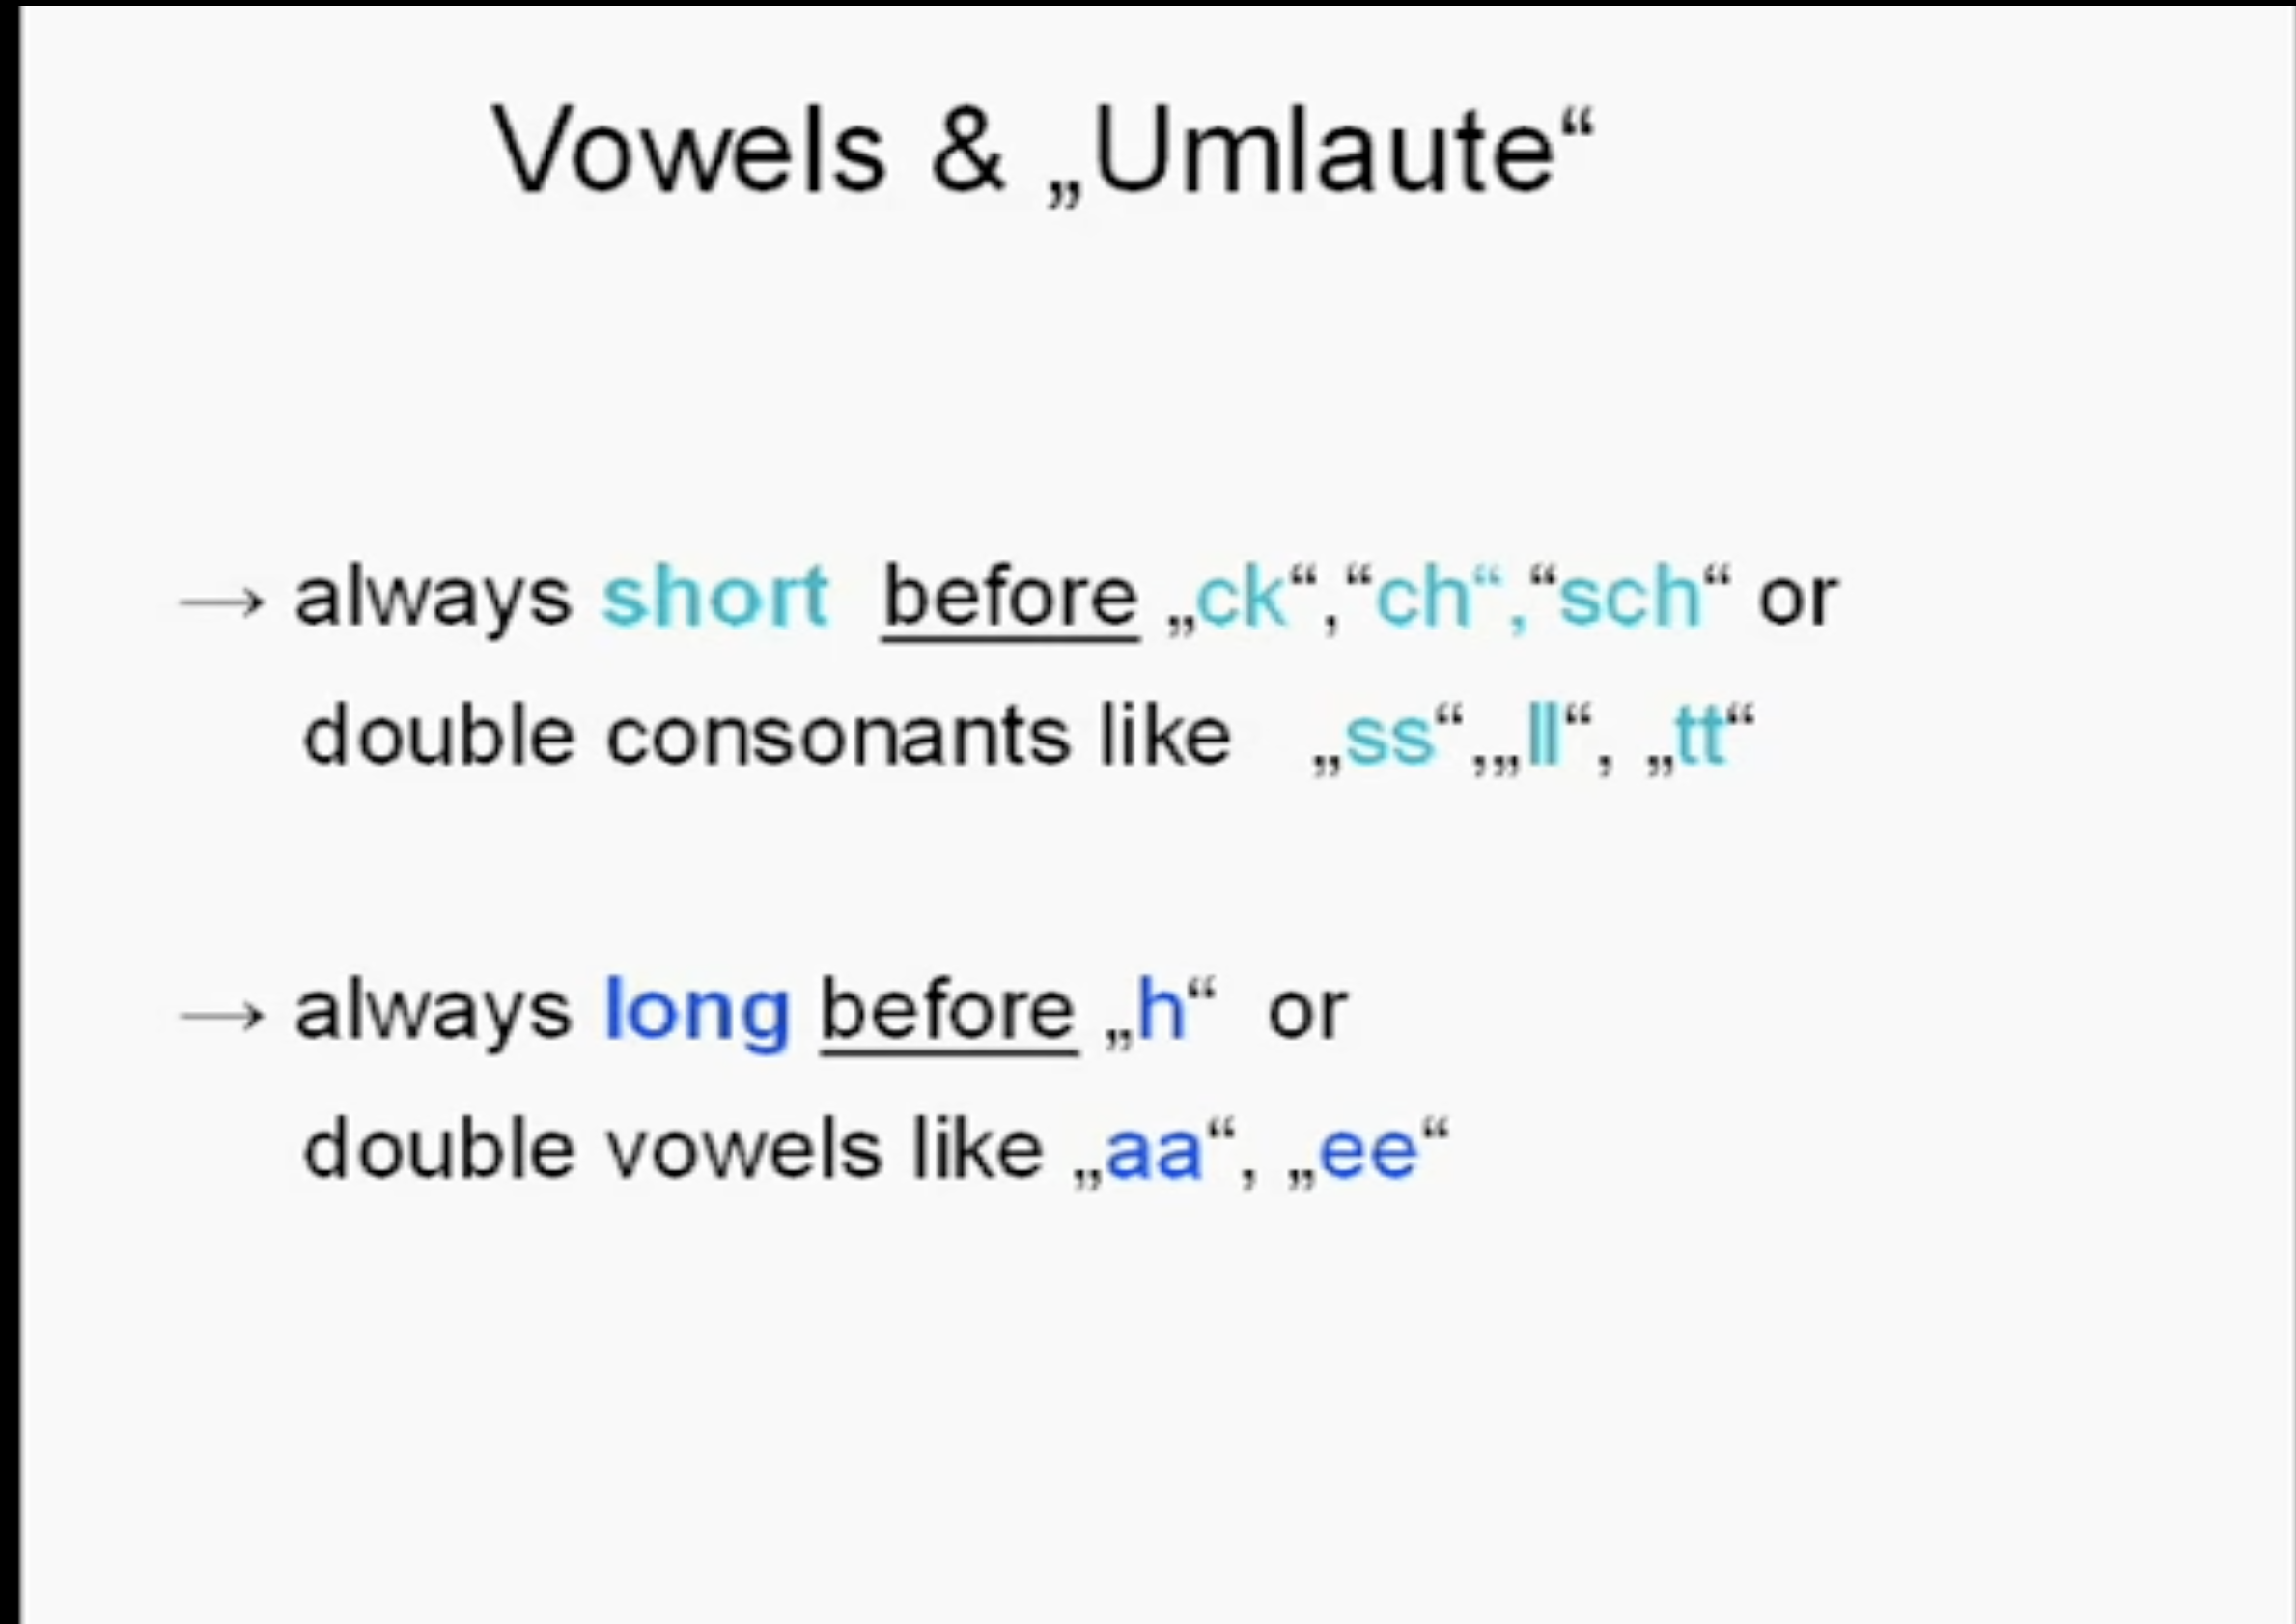 Vowels & „Umlaute“
→ always short before „ck“,“ch“,“sch“ or
double consonants like „ss“,„ll“, „tt“
→ always long before „h“ or
double vowels like „aa“, „ee“